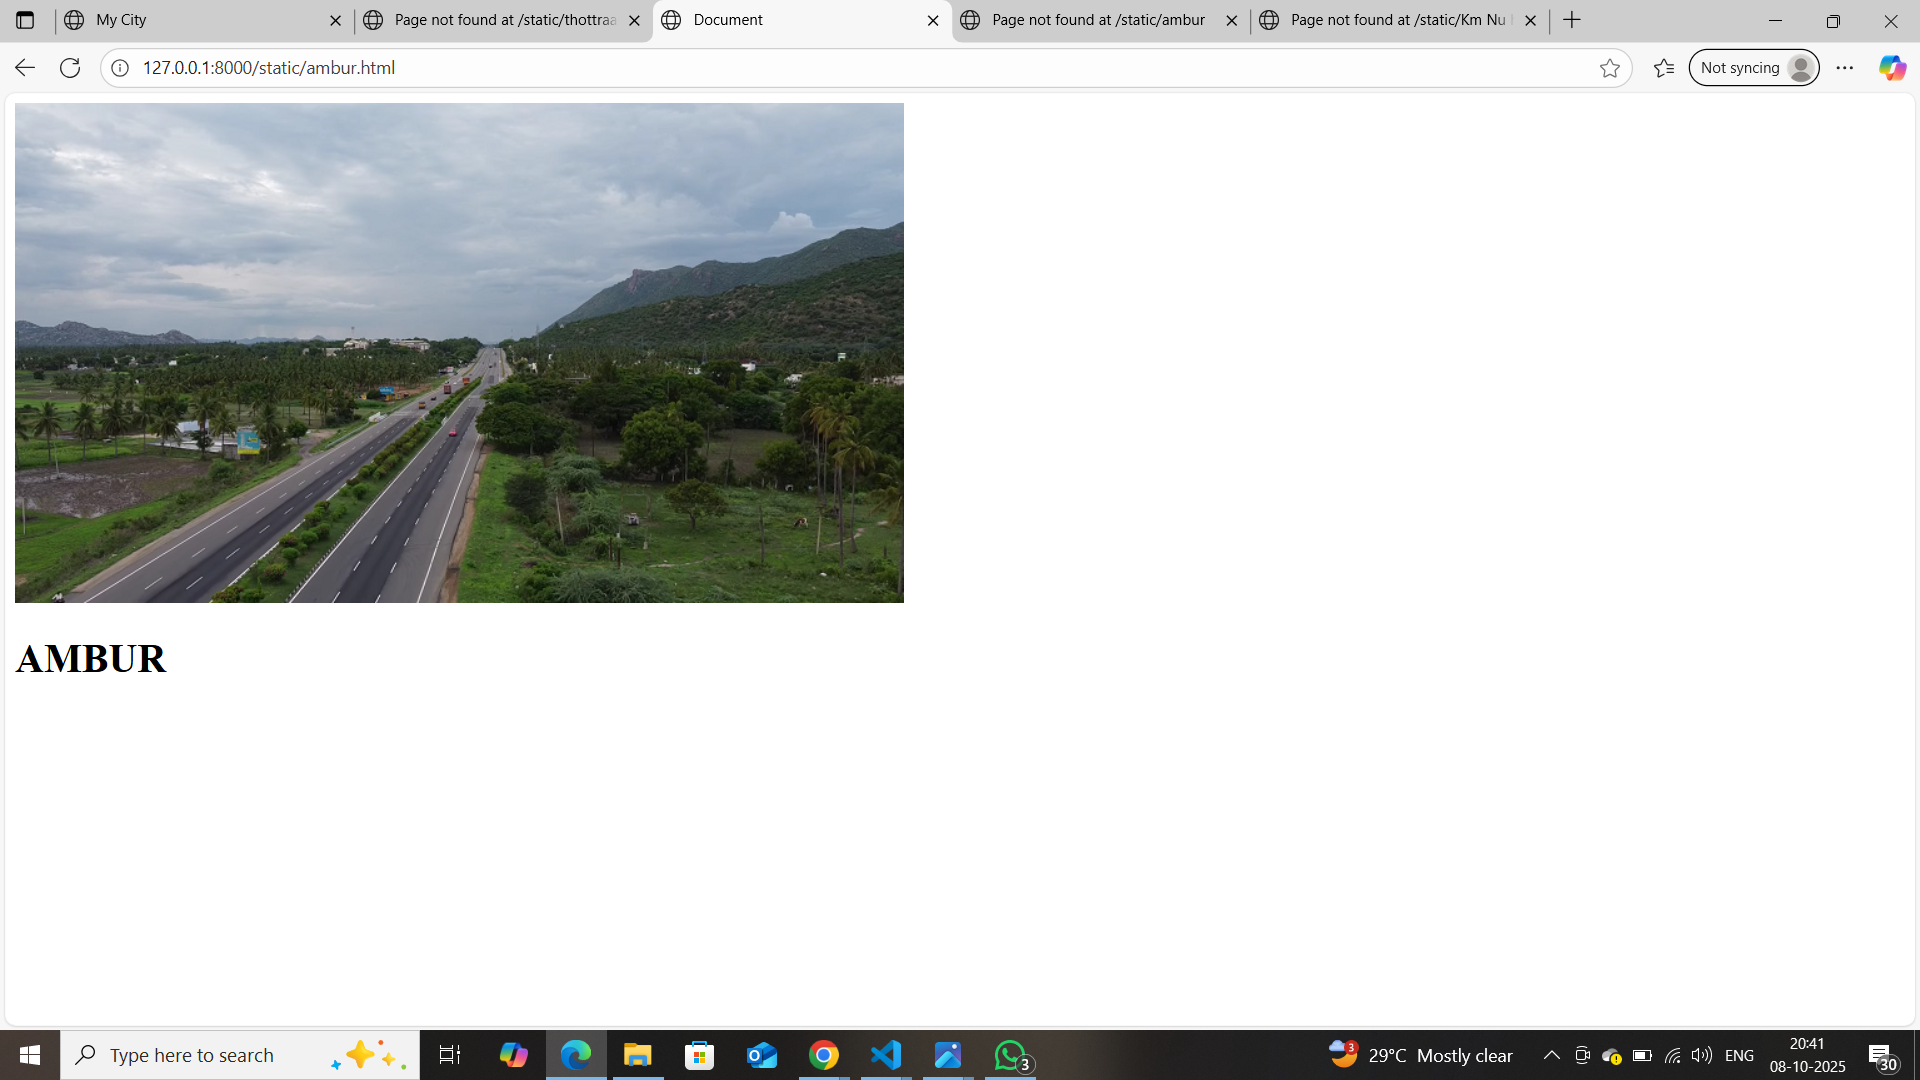 My City
Page not found at /static/thottraa
Document
Page not found at /static/ambur
Page not found at /static/Km Nu
127.0.0.1:8000/static/ambur.html
Not syncing
AMBUR
Type here to search
3
3
29°C Mostly clear
ENG
20:41
08-10-2025
30